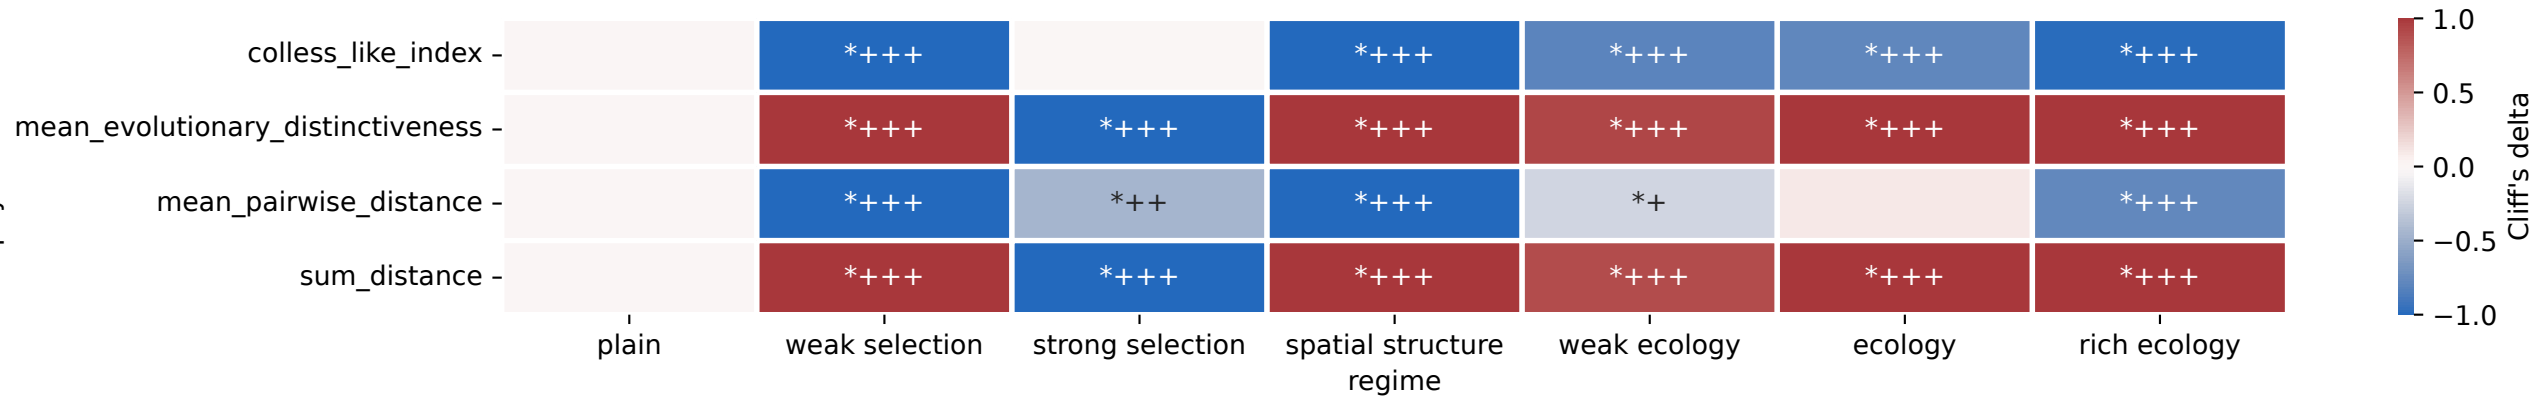 colless_like_index *+++ *+++ *+++ *+++ *+++
mean_evolutionary_distinctiveness *+++ *+++ *+++ *+++ *+++ *+++
mean_pairwise_distance *+++ *++ *+++ *+ *+++
sum_distance *+++ *+++ *+++ *+++ *+++ *+++
plain weak selection strong selection spatial structure weak ecology ecology rich ecology
regime
1.0
0.5
0.0
−0.5
−1.0
Cliff's delta